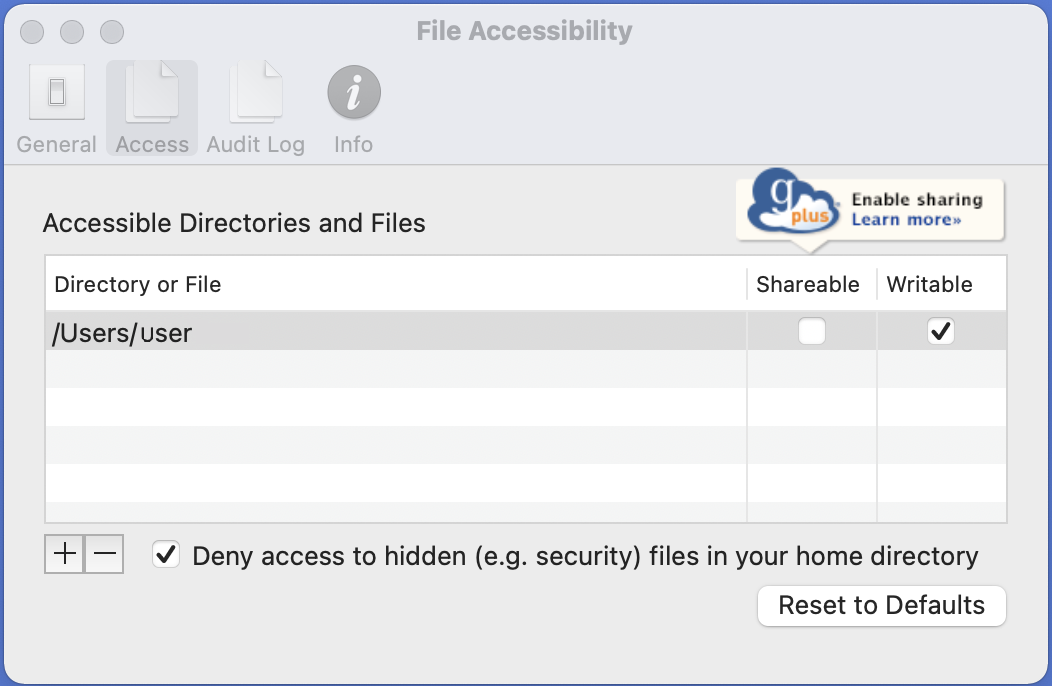 File Accessibility
General Access Audit Log Info
g plus Enable sharing
Learn more»
Accessible Directories and Files
Directory or File Shareable Writable
/Users/user
Deny access to hidden (e.g. security) files in your home directory
Reset to Defaults